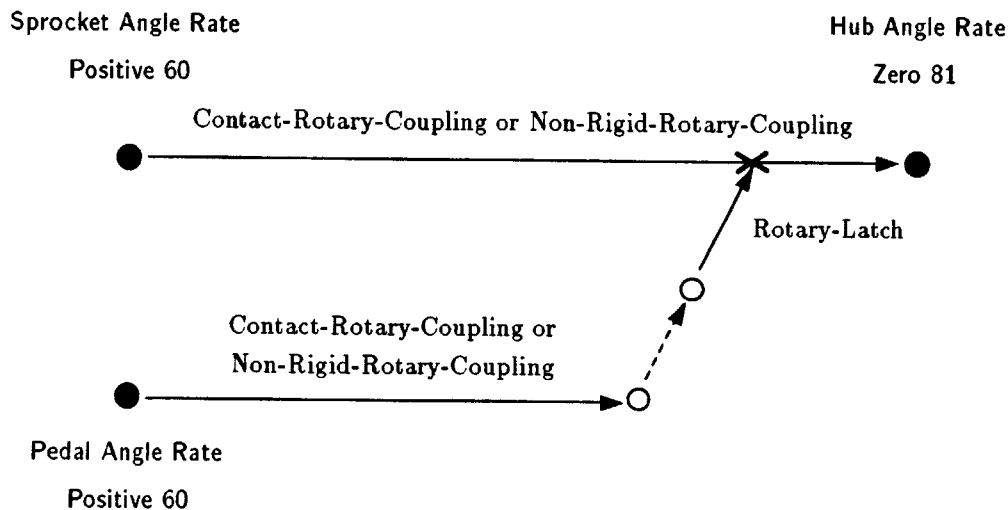 Sprocket Angle Rate
Positive 60
Hub Angle Rate
Zero 81
Contact-Rotary-Coupling or Non-Rigid-Rotary-Coupling
Rotary-Latch
Contact-Rotary-Coupling or
Non-Rigid-Rotary-Coupling
Pedal Angle Rate
Positive 60